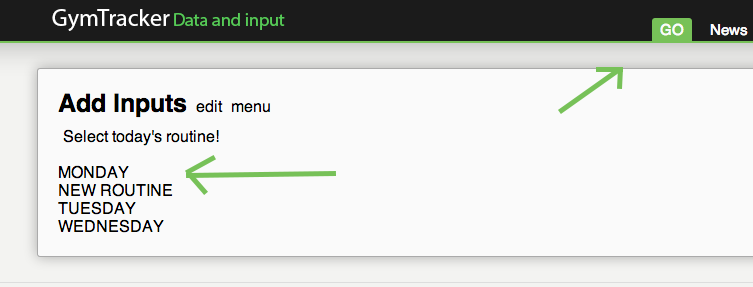 GymTracker Data and input
GO News
Add Inputs edit menu
Select today's routine!
MONDAY
NEW ROUTINE
TUESDAY
WEDNESDAY